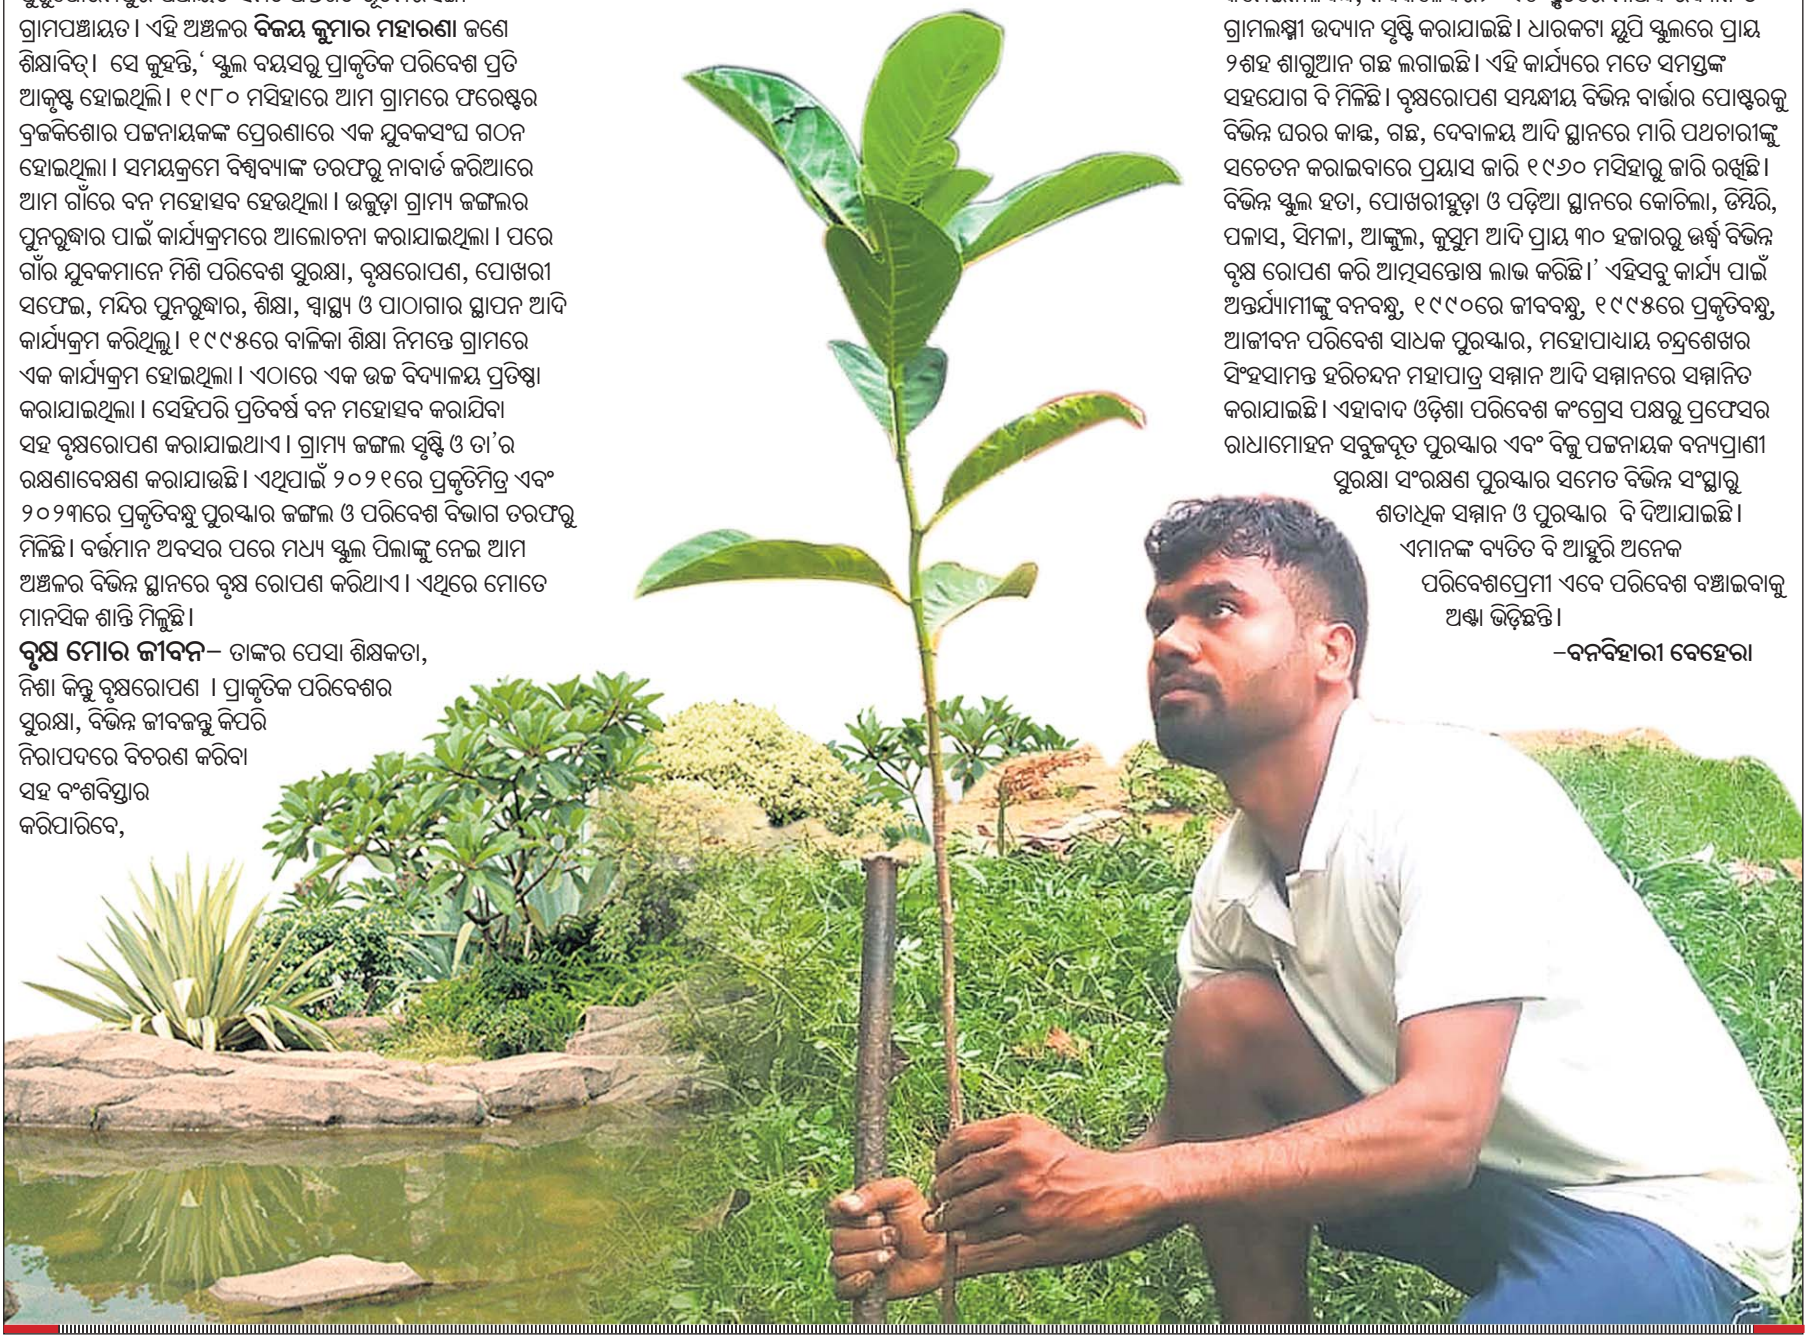 ଗ୍ରାମପଞ୍ଚାୟତ । ଏହି ଅଞ୍ଚଳର ବିଜୟ କୁମାର ମହାରଣା ଜଣେ
ଶିକ୍ଷାବିତ୍ । ସେ କୁହନ୍ତି,‘ ସ୍କୁଲ ବୟସରୁ ପ୍ରାକୃତିକ ପରିବେଶ ପ୍ରତି
ଆକୃଷ୍ଟ ହୋଇଥିଲି । ୧୯୮୦ ମସିହାରେ ଆମ ଗ୍ରାମରେ ଫରେଷ୍ଟର
ବ୍ରଜକିଶୋର ପଟ୍ଟନାୟକଙ୍କ ପ୍ରେରଣାରେ ଏକ ଯୁବକସଂଘ ଗଠନ
ହୋଇଥିଲା । ସମୟକ୍ରମେ ବିଶ୍ୱବ୍ୟାଙ୍କ ତରଫରୁ ନାବାର୍ଡ ଜରିଆରେ
ଆମ ଗାଁରେ ବନ ମହୋତ୍ସବ ହେଉଥିଲା । ଉଜୁଡ଼ା ଗ୍ରାମ୍ୟ ଜଙ୍ଗଲର
ପୁନରୁଦ୍ଧାର ପାଇଁ କାର୍ଯ୍ୟକ୍ରମରେ ଆଲୋଚନା କରାଯାଇଥିଲା । ପରେ
ଗାଁର ଯୁବକମାନେ ମିଶି ପରିବେଶ ସୁରକ୍ଷା, ବୃକ୍ଷରୋପଣ, ପୋଖରୀ
ସଫେଇ, ମନ୍ଦିର ପୁନରୁଦ୍ଧାର, ଶିକ୍ଷା, ସ୍ୱାସ୍ଥ୍ୟ ଓ ପାଠାଗାର ସ୍ଥାପନ ଆଦି
କାର୍ଯ୍ୟକ୍ରମ କରିଥିଲୁ । ୧୯୯୫ରେ ବାଳିକା ଶିକ୍ଷା ନିମନ୍ତେ ଗ୍ରାମରେ
ଏକ କାର୍ଯ୍ୟକ୍ରମ ହୋଇଥିଲା । ଏଠାରେ ଏକ ଉଚ୍ଚ ବିଦ୍ୟାଳୟ ପ୍ରତିଷ୍ଠା
କରାଯାଇଥିଲା । ସେହିପରି ପ୍ରତିବର୍ଷ ବନ ମହୋତ୍ସବ କରାଯିବା
ସହ ବୃକ୍ଷରୋପଣ କରାଯାଇଥାଏ । ଗ୍ରାମ୍ୟ ଜଙ୍ଗଲ ସୃଷ୍ଟି ଓ ତା’ର
ରକ୍ଷଣାବେକ୍ଷଣ କରାଯାଉଛି । ଏଥିପାଇଁ ୨୦୨୧ରେ ପ୍ରକୃତିମିତ୍ର ଏବଂ
୨୦୨୩ରେ ପ୍ରକୃତିବନ୍ଧୁ ପୁରସ୍କାର ଜଙ୍ଗଲ ଓ ପରିବେଶ ବିଭାଗ ତରଫରୁ
ମିଳିଛି । ବର୍ତ୍ତମାନ ଅବସର ପରେ ମଧ୍ୟ ସ୍କୁଲ ପିଲାଙ୍କୁ ନେଇ ଆମ
ଅଞ୍ଚଳର ବିଭିନ୍ନ ସ୍ଥାନରେ ବୃକ୍ଷ ରୋପଣ କରିଥାଏ । ଏଥିରେ ମୋତେ
ମାନସିକ ଶାନ୍ତି ମିଳୁଛି ।
ବୃକ୍ଷ ମୋର ଜୀବନ– ତାଙ୍କର ପେସା ଶିକ୍ଷକତା,
ନିଶା କିନ୍ତୁ ବୃକ୍ଷରୋପଣ । ପ୍ରାକୃତିକ ପରିବେଶର
ସୁରକ୍ଷା, ବିଭିନ୍ନ ଜୀବଜନ୍ତୁ କିପରି
ନିରାପଦରେ ବିଚରଣ କରିବା
ସହ ବଂଶବିସ୍ତାର
କରିପାରିବେ,
ଗ୍ରାମଲକ୍ଷ୍ମୀ ଉଦ୍ୟାନ ସୃଷ୍ଟି କରାଯାଇଛି । ଧାରକଟା ୟୁପି ସ୍କୁଲରେ ପ୍ରାୟ
୨ଶହ ଶାଗୁଆନ ଗଛ ଲଗାଇଛି । ଏହି କାର୍ଯ୍ୟରେ ମତେ ସମସ୍ତଙ୍କ
ସହଯୋଗ ବି ମିଳିଛି । ବୃକ୍ଷରୋପଣ ସମ୍ବନ୍ଧୀୟ ବିଭିନ୍ନ ବାର୍ତ୍ତାର ପୋଷ୍ଟରକୁ
ବିଭିନ୍ନ ଘରର କାନ୍ଥ, ଗଛ, ଦେବାଳୟ ଆଦି ସ୍ଥାନରେ ମାରି ପଥଚାରୀଙ୍କୁ
ସଚେତନ କରାଇବାରେ ପ୍ରୟାସ ଜାରି ୧୯୬୦ ମସିହାରୁ ଜାରି ରଖିଛି ।
ବିଭିନ୍ନ ସ୍କୁଲ ହତା, ପୋଖରୀହୁଡ଼ା ଓ ପଡ଼ିଆ ସ୍ଥାନରେ କୋଚିଲା, ଡିମ୍ବିରି,
ପଳାସ, ସିମଳା, ଆଙ୍କୁଲ, କୁସୁମ ଆଦି ପ୍ରାୟ ୩୦ ହଜାରରୁ ଊର୍ଦ୍ଧ୍ୱ ବିଭିନ୍ନ
ବୃକ୍ଷ ରୋପଣ କରି ଆତ୍ମସନ୍ତୋଷ ଲାଭ କରିଛି ।’ ଏହିସବୁ କାର୍ଯ୍ୟ ପାଇଁ
ଅନ୍ତର୍ଯ୍ୟାମୀଙ୍କୁ ବନବନ୍ଧୁ, ୧୯୯୦ରେ ଜୀବବନ୍ଧୁ, ୧୯୯୫ରେ ପ୍ରକୃତିବନ୍ଧୁ,
ଆଜୀବନ ପରିବେଶ ସାଧକ ପୁରସ୍କାର, ମହୋପାଧ୍ୟାୟ ଚନ୍ଦ୍ରଶେଖର
ସିଂହସାମନ୍ତ ହରିଚନ୍ଦନ ମହାପାତ୍ର ସମ୍ମାନ ଆଦି ସମ୍ମାନରେ ସମ୍ମାନିତ
କରାଯାଇଛି । ଏହାବାଦ ଓଡ଼ିଶା ପରିବେଶ କଂଗ୍ରେସ ପକ୍ଷରୁ ପ୍ରଫେସର
ରାଧାମୋହନ ସବୁଜଦୂତ ପୁରସ୍କାର ଏବଂ ବିଜୁ ପଟ୍ଟନାୟକ ବନ୍ୟପ୍ରାଣୀ
ସୁରକ୍ଷା ସଂରକ୍ଷଣ ପୁରସ୍କାର ସମେତ ବିଭିନ୍ନ ସଂସ୍ଥାରୁ
ଶତାଧିକ ସମ୍ମାନ ଓ ପୁରସ୍କାର ବି ଦିଆଯାଇଛି ।
ଏମାନଙ୍କ ବ୍ୟତିତ ବି ଆହୁରି ଅନେକ
ପରିବେଶପ୍ରେମୀ ଏବେ ପରିବେଶ ବଞ୍ଚାଇବାକୁ
ଅଣ୍ଟା ଭିଡ଼ିଛନ୍ତି ।
–ବନବିହାରୀ ବେହେରା